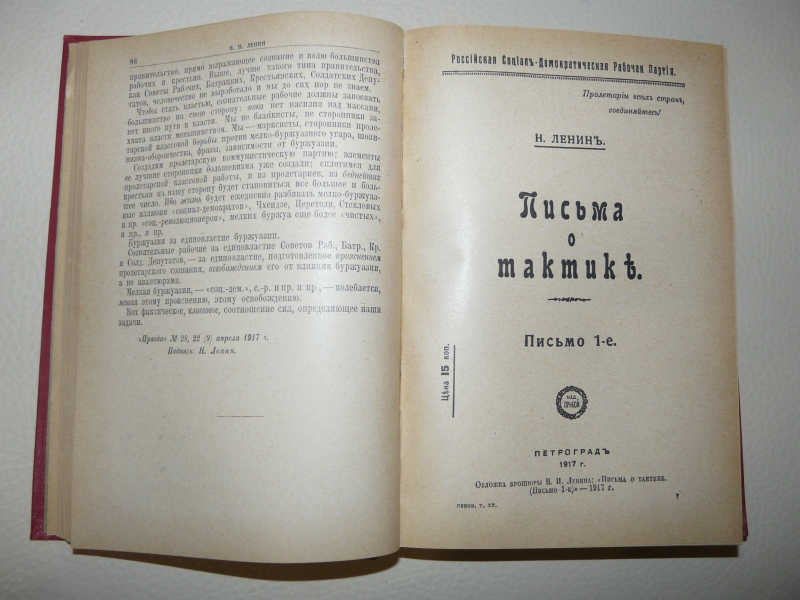 96
В. И. ЛЕНИН
правительство, прямо выражающее сознание и волю большинства
рабочих и крестьян. Выше, лучше такого типа правительства,
как Советы Рабочих, Батрацких, Крестьянских, Солдатских Депу-
татов, человечество не выработало и мы до сих пор не знаем.
Чтобы стать властью, сознательные рабочие должны завоевать
большинство на свою сторону: пока нет насилия над массами,
нет иного пути к власти. Мы не бланкисты, не сторонники за-
хвата власти меньшинством. Мы — марксисты, сторонники проле-
тарской классовой борьбы против мелко-буржуазного угара, шови-
низма-оборончества, фразы, зависимости от буржуазии.
Создадим пролетарскую коммунистическую партию; элементы
ее лучшие сторонники большевизма уже создали; сплотимся для
пролетарской классовой работы, и из пролетариев, из беднейших
крестьян на нашу сторону будет становиться все большее и боль-
шее число. Ибо жизнь будет ежедневно разбивать мелко-буржуаз-
ные иллюзии «социал-демократов», Чхеидзе, Церетели, Стекловых
и пр. «соц.-революционеров», мелких буржуа еще более «чистых»,
и пр., и пр.
Буржуазия за единовластие буржуазии.
Сознательные рабочие за единовластие Советов Раб., Батр., Кр.
и Солд. Депутатов, — за единовластие, подготовленное прояснением
пролетарского сознания, освобождением его от влияния буржуазии,
а не авантюрами.
Мелкая буржуазия, — «соц.-дем.», с.-р. и пр. и пр., — колеблется,
мешая этому прояснению, этому освобождению.
Вот фактическое, классовое, соотношение сил, определяющее наши
задачи.
«Правда» № 28, 22 (9) апреля 1917 г.
Подпись: Н. Ленин.
Россійская Соціалъ-Демократическая Рабочая Партія.
Пролетаріи всѣхъ странъ,
соединяйтесь!
Н. ЛЕНИНЪ.
Письма
о
тактикѣ.
Письмо 1-е.
Цѣна 15 коп.
ИЗД.
ПРИБОЙ
ПЕТРОГРАДЪ
1917 г.
Обложка брошюры В. И. Ленина: «Письма о тактике.
(Письмо 1-е)» — 1917 г.
ЛЕНИН, Т. XX.
7